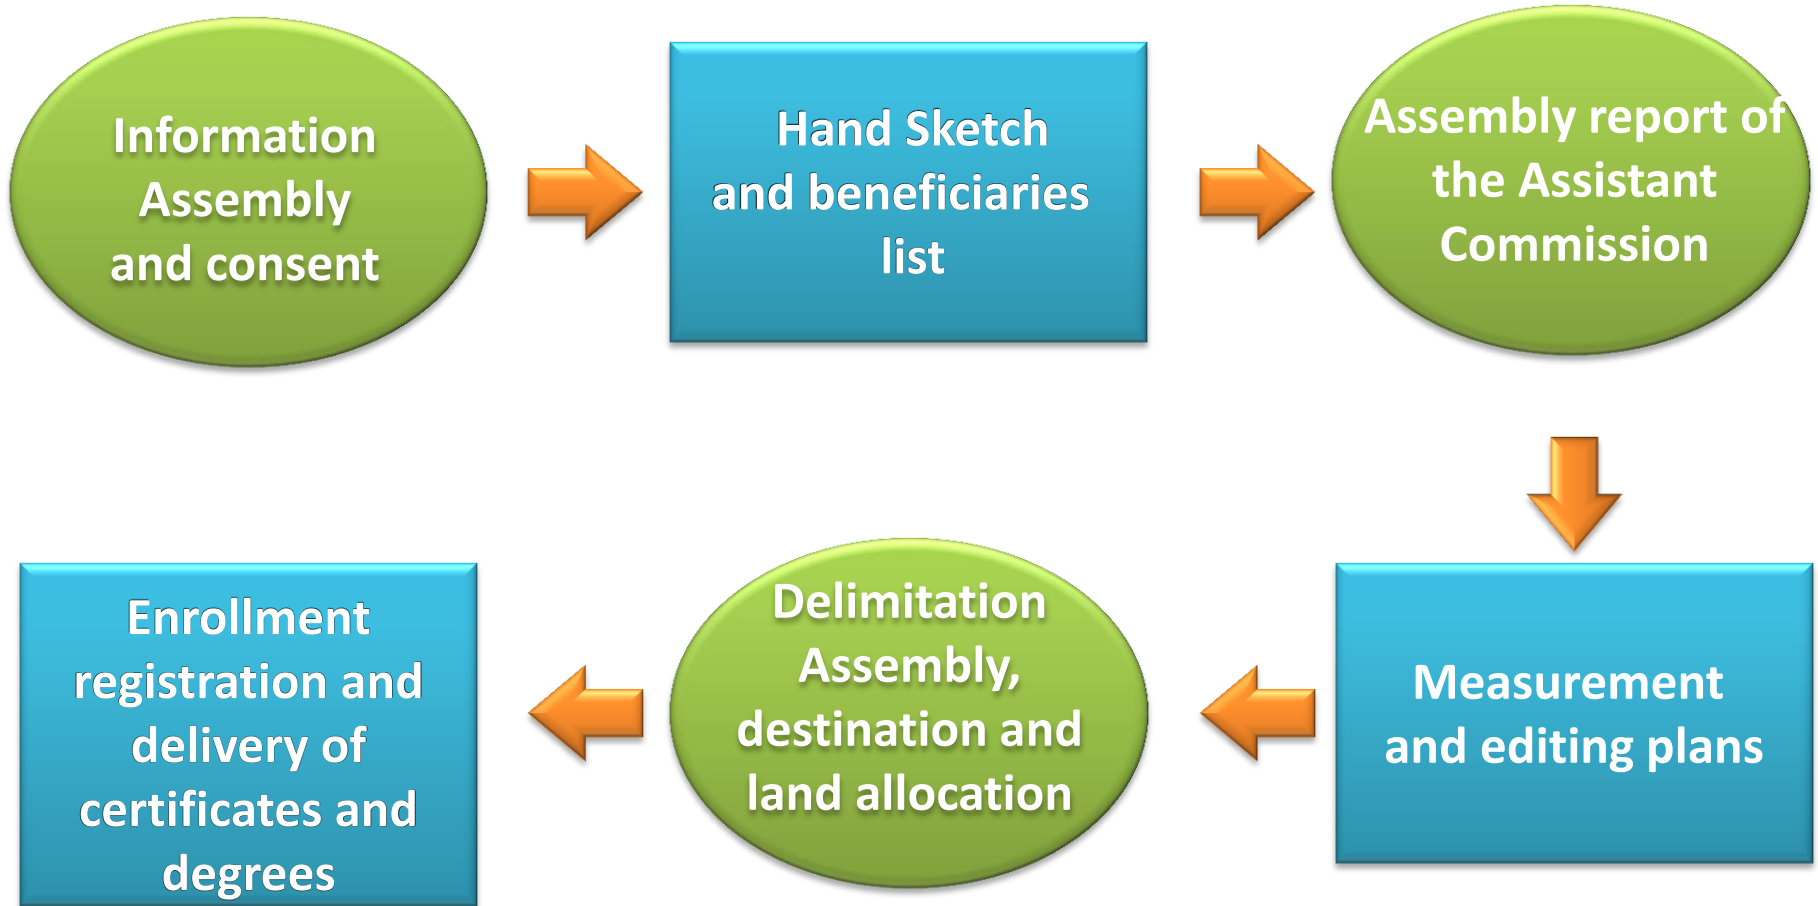 Information
Assembly
and consent
Hand Sketch
and beneficiaries
list
Assembly report of
the Assistant
Commission
Measurement
and editing plans
Delimitation
Assembly,
destination and
land allocation
Enrollment
registration and
delivery of
certificates and
degrees